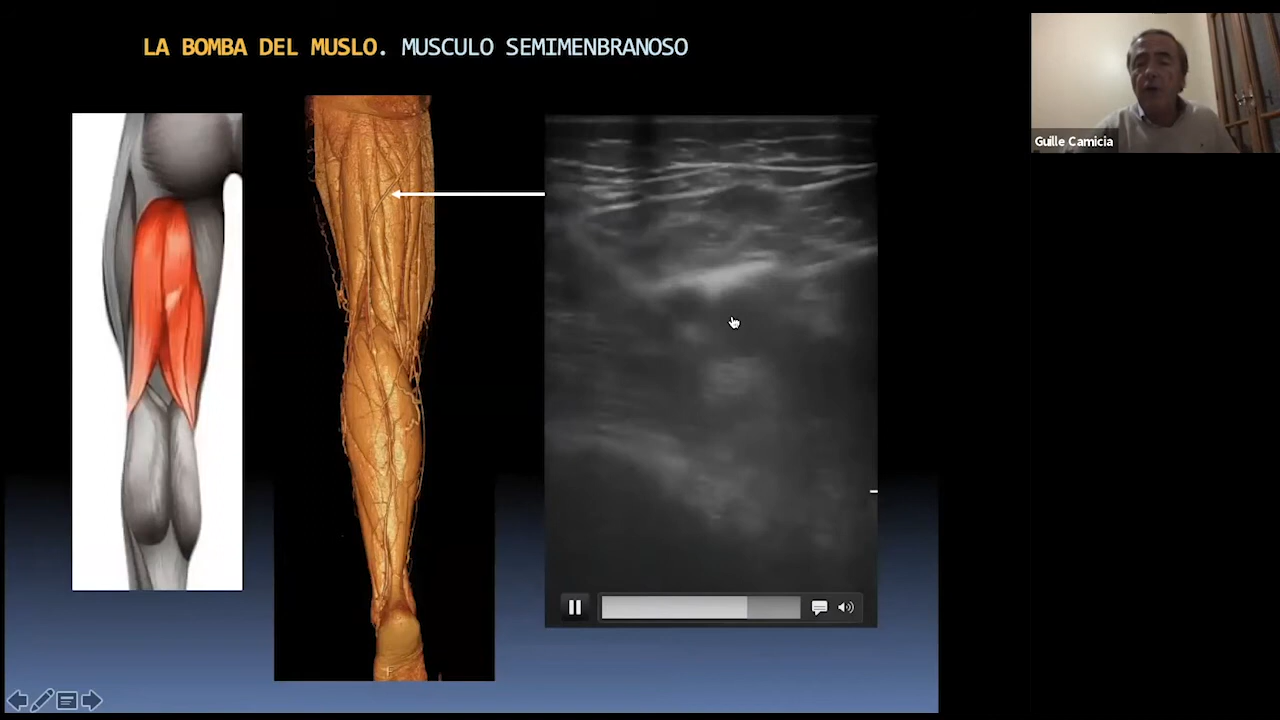 LA BOMBA DEL MUSLO. MUSCULO SEMIMENBRANOSO
Guille Camicia